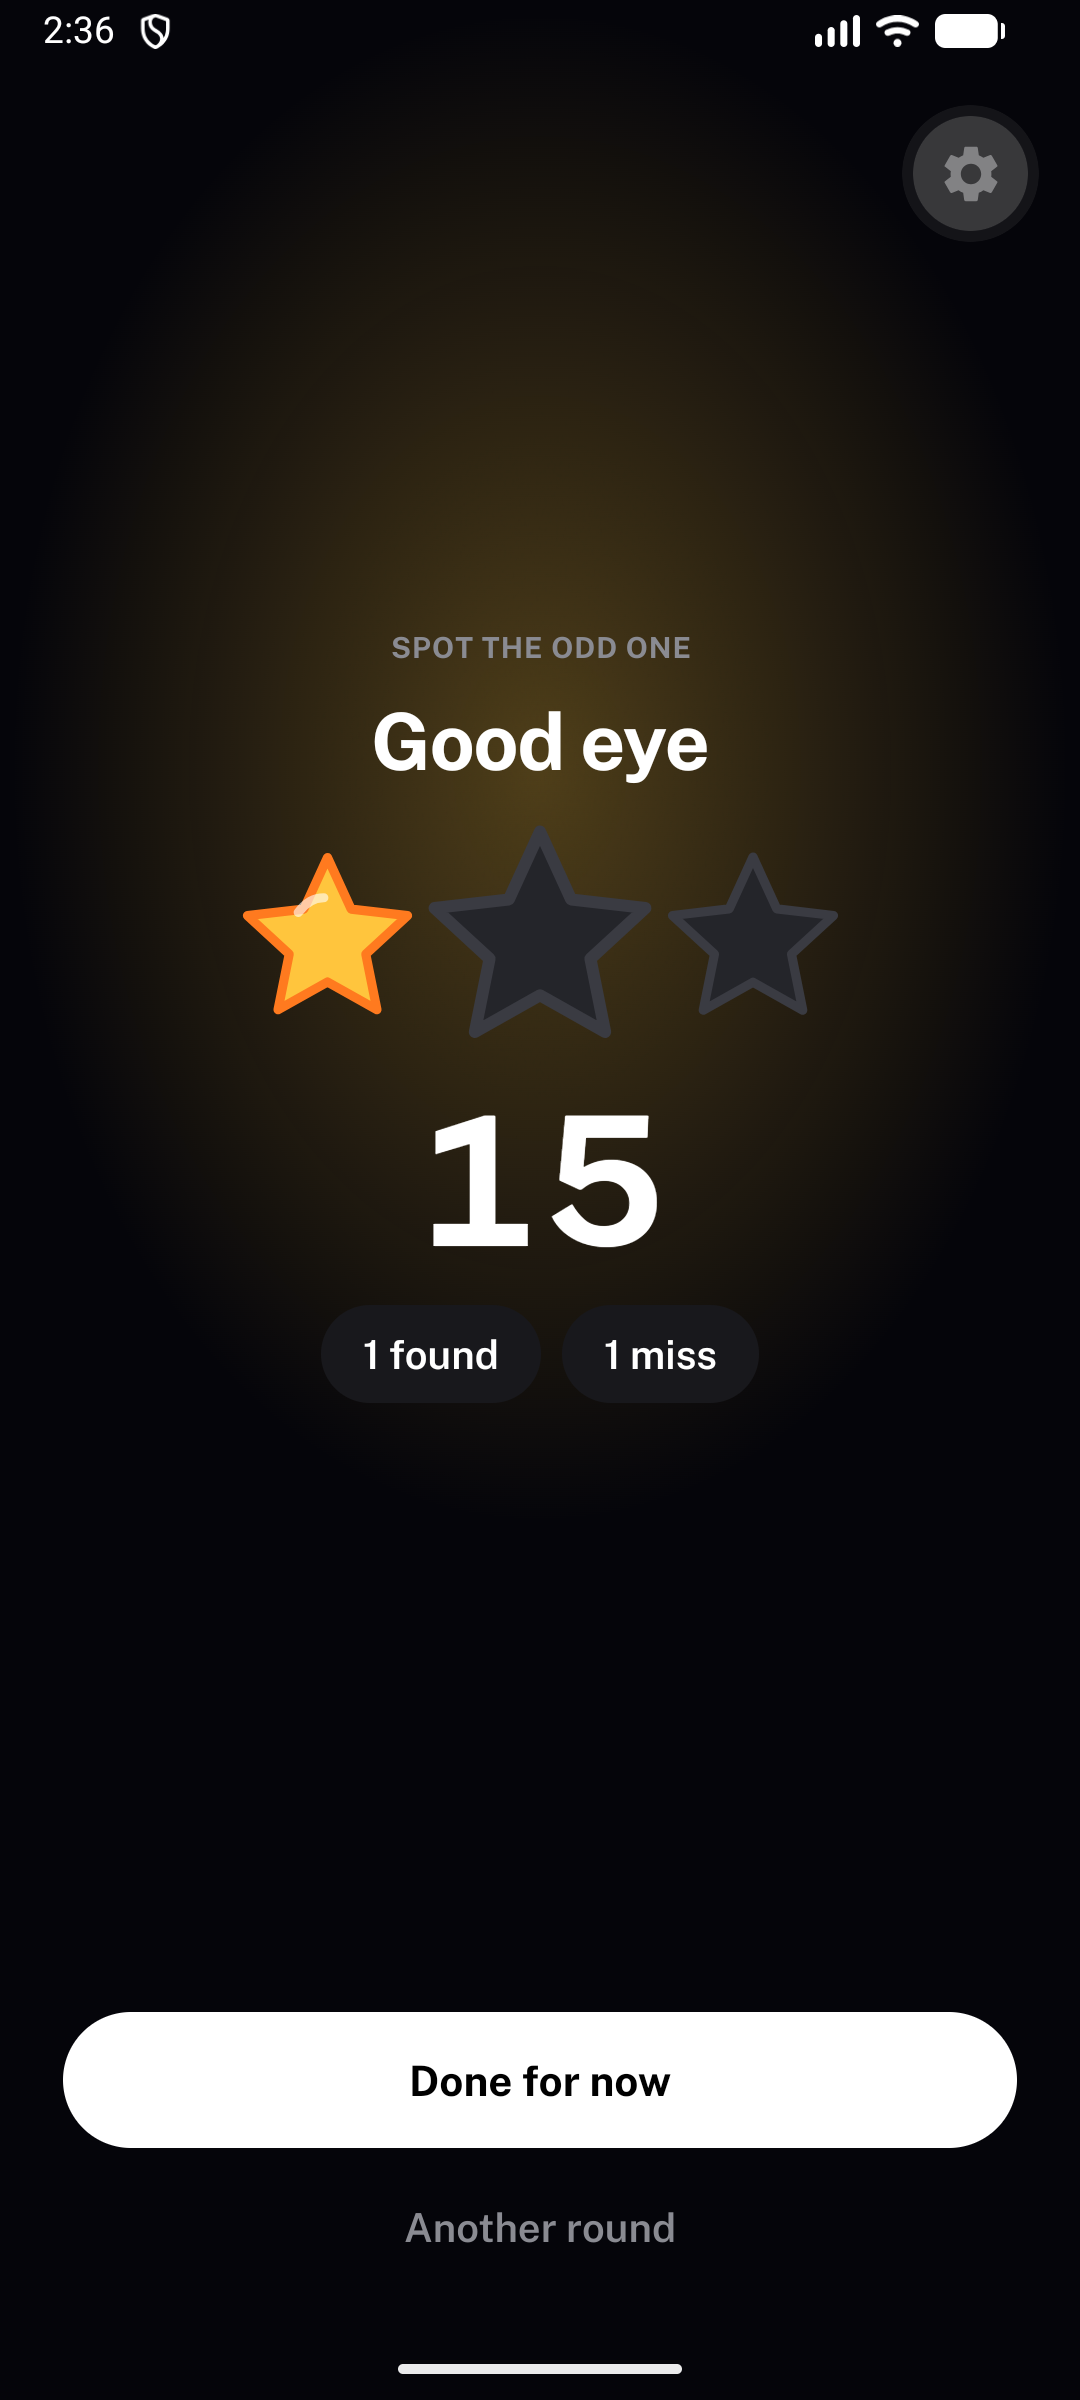 2:36
SPOT THE ODD ONE
Good eye
15
1 found
1 miss
Done for now
Another round